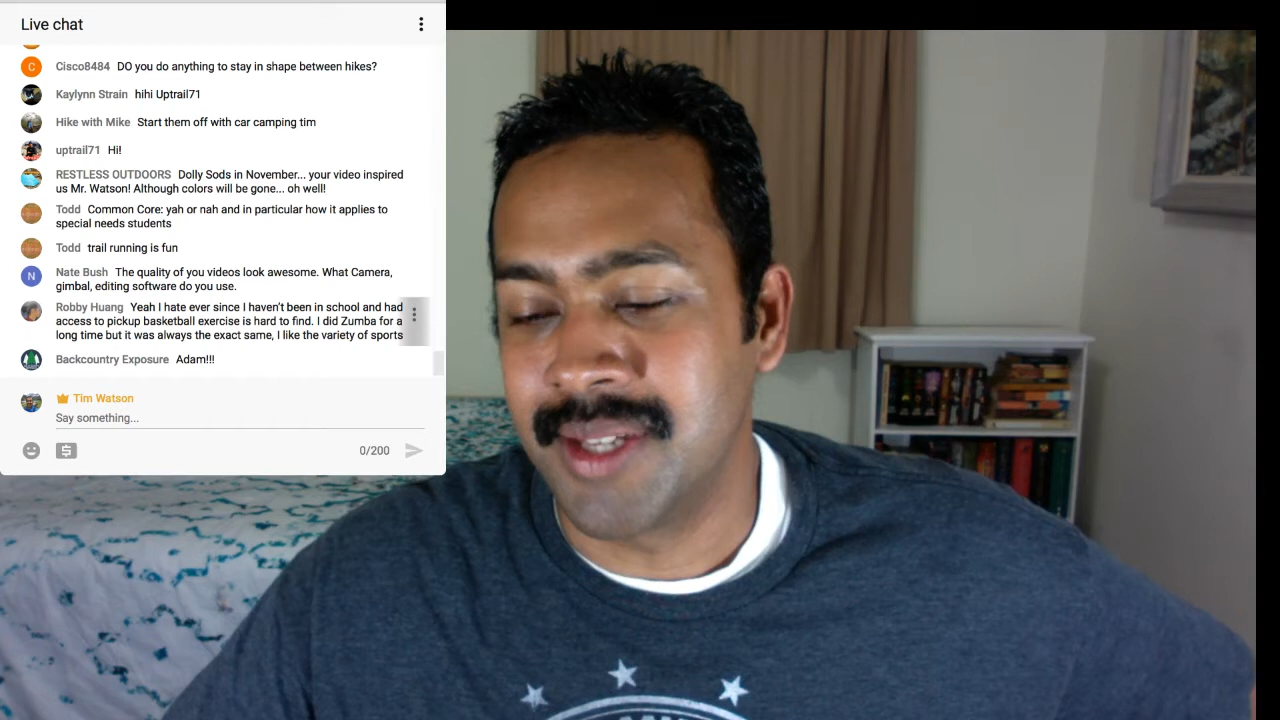 Live chat
Cisco8484 DO you do anything to stay in shape between hikes?
Kaylynn Strain hihi Uptrail71
Hike with Mike Start them off with car camping tim
uptrail71 Hi!
RESTLESS OUTDOORS Dolly Sods in November... your video inspired
us Mr. Watson! Although colors will be gone... oh well!
Todd Common Core: yah or nah and in particular how it applies to
special needs students
Todd trail running is fun
Nate Bush The quality of you videos look awesome. What Camera,
gimbal, editing software do you use.
Robby Huang Yeah I hate ever since I haven't been in school and had
access to pickup basketball exercise is hard to find. I did Zumba for a
long time but it was always the exact same, I like the variety of sports
Backcountry Exposure Adam!!!
Tim Watson
Say something...
0/200